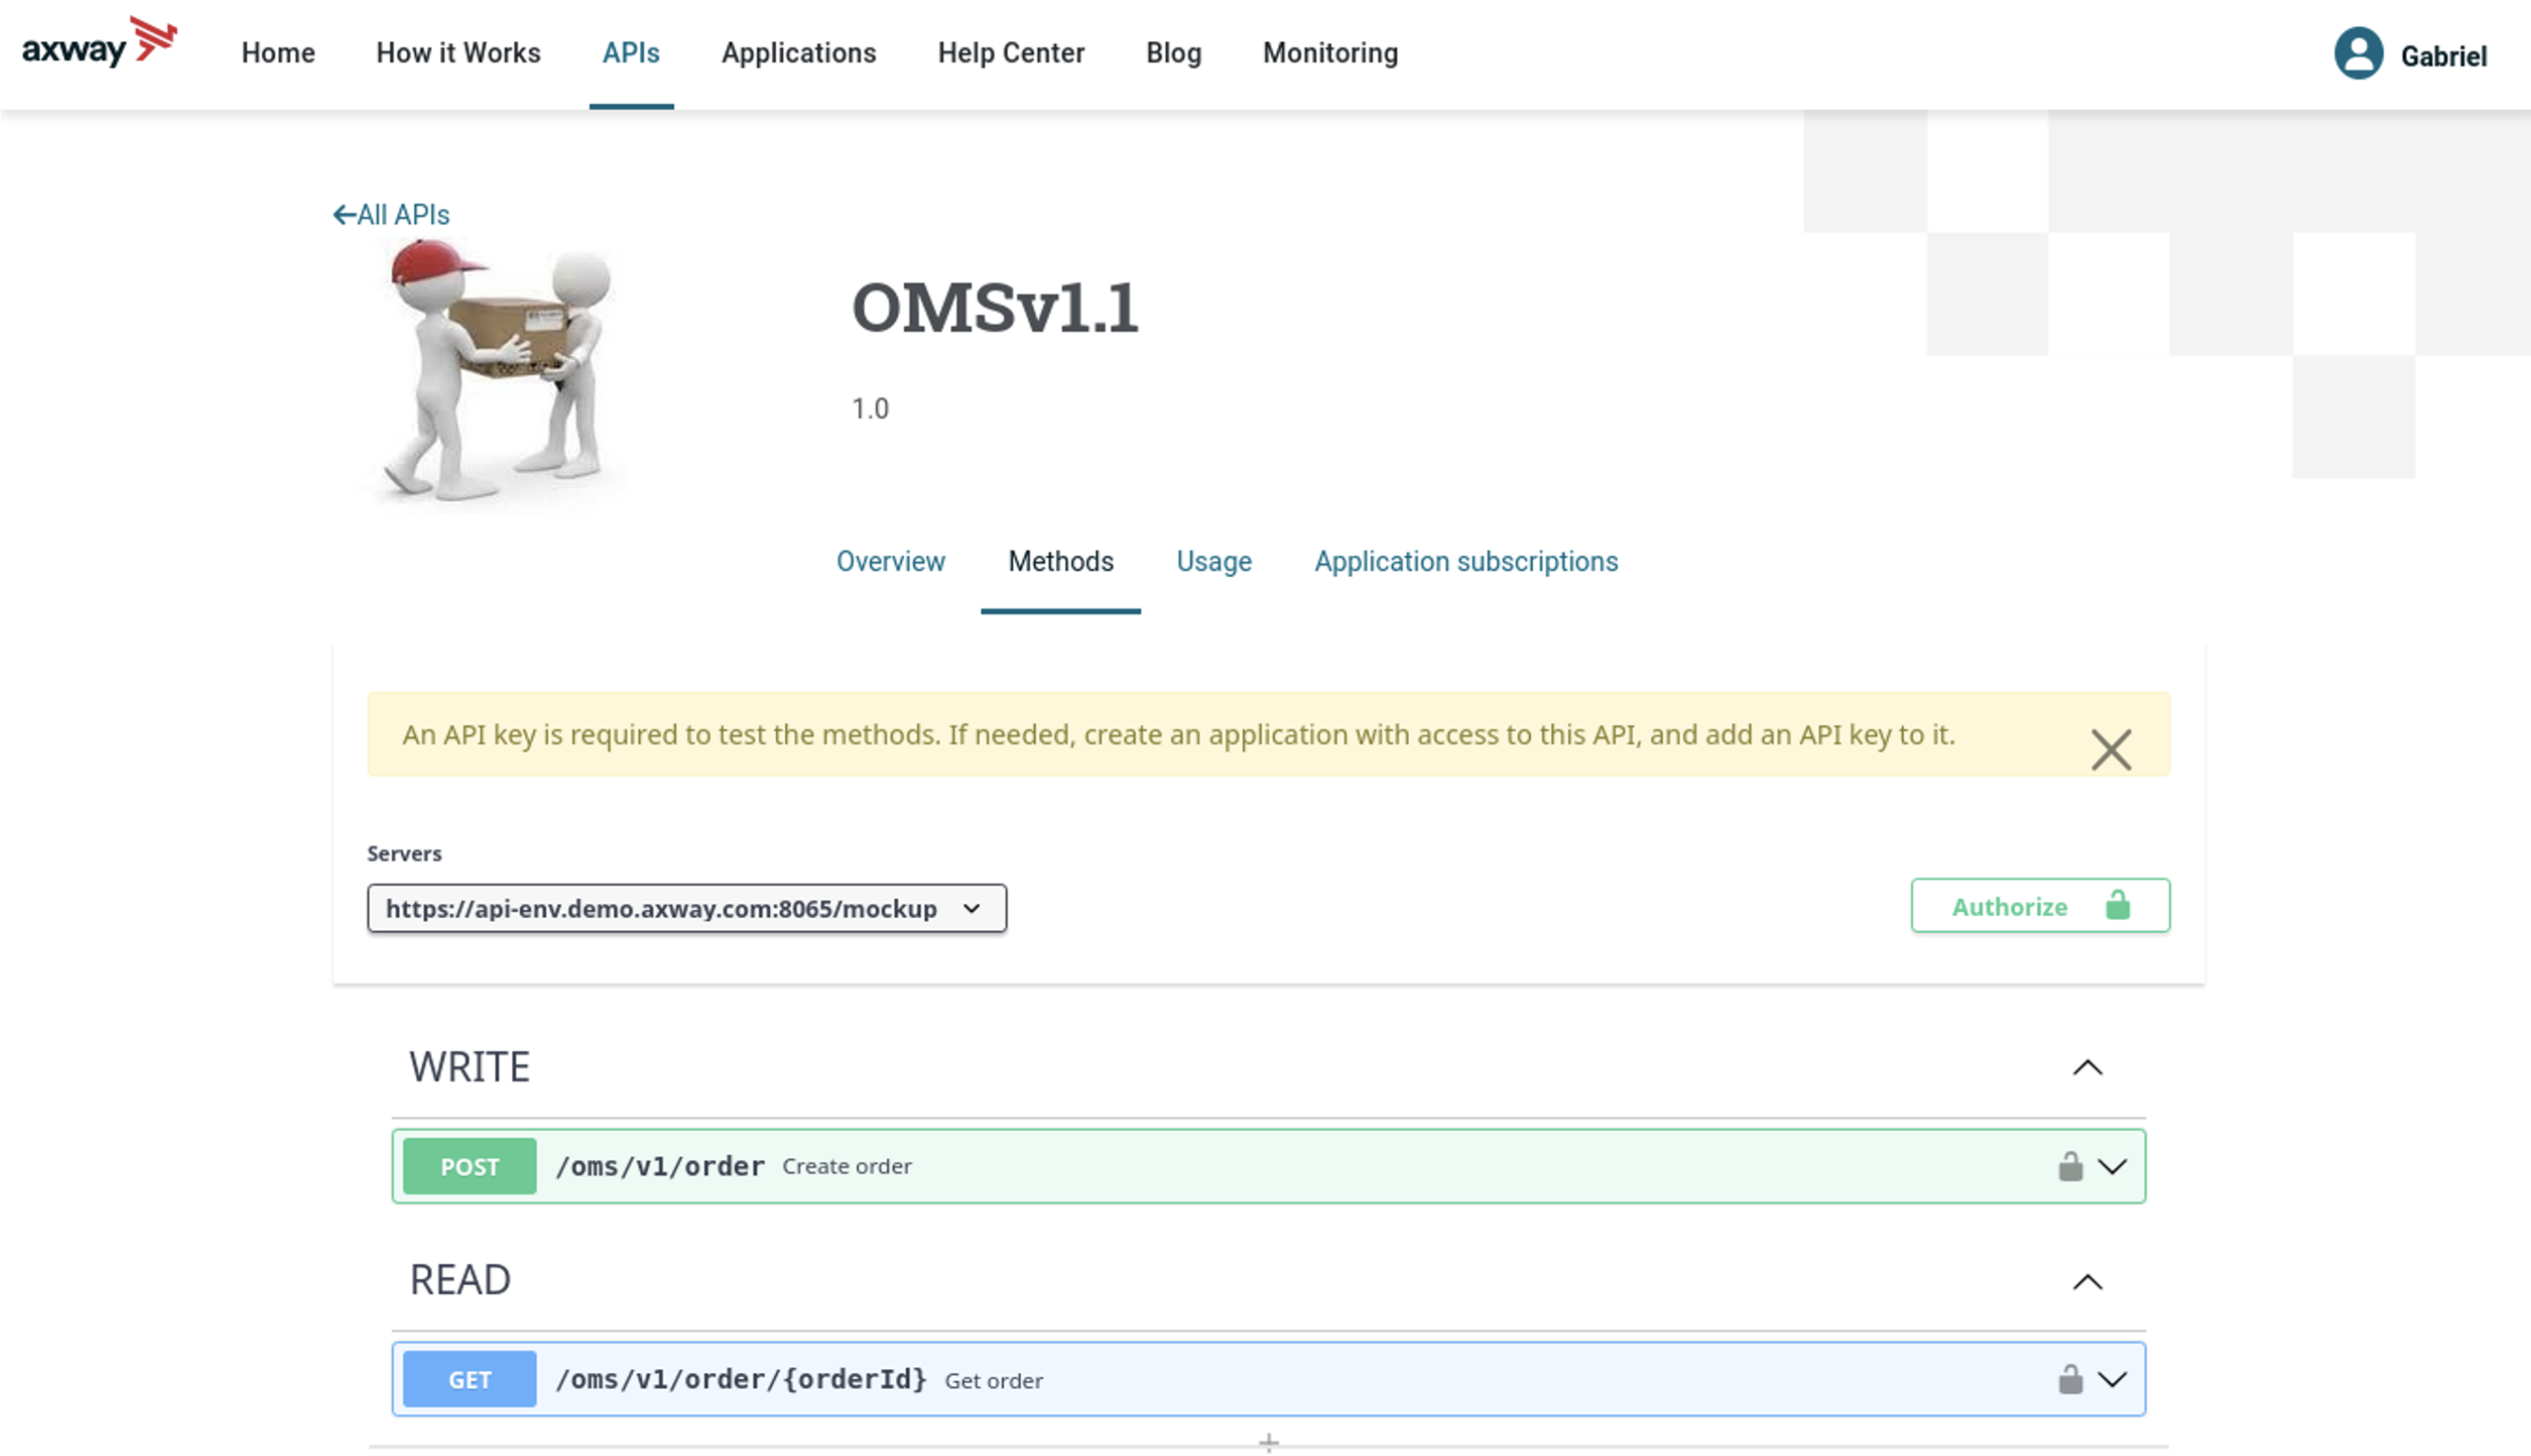 axway
Home How it Works APIs Applications Help Center Blog Monitoring Gabriel
All APIs
OMSv1.1
1.0
Overview Methods Usage Application subscriptions
An API key is required to test the methods. If needed, create an application with access to this API, and add an API key to it.
Servers
https://api-env.demo.axway.com:8065/mockup
Authorize
WRITE
POST /oms/v1/order Create order
READ
GET /oms/v1/order/{orderId} Get order